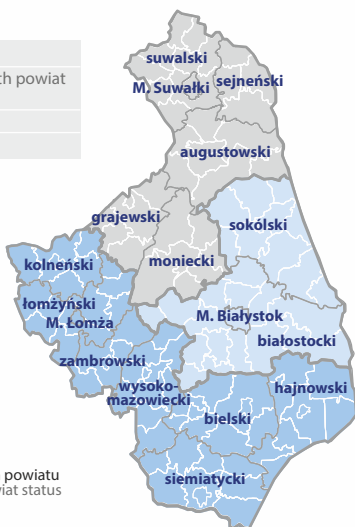 suwalski
ch powiat
M. Suwałki
sejneński
augustowski
grajewski
sokólski
moniecki
kolneński
łomżyński
M. Łomża
M. Białystok
białostocki
zambrowski
wysoko-
mazowiecki
hajnowski
bielski
siemiatycki
powiatu
status